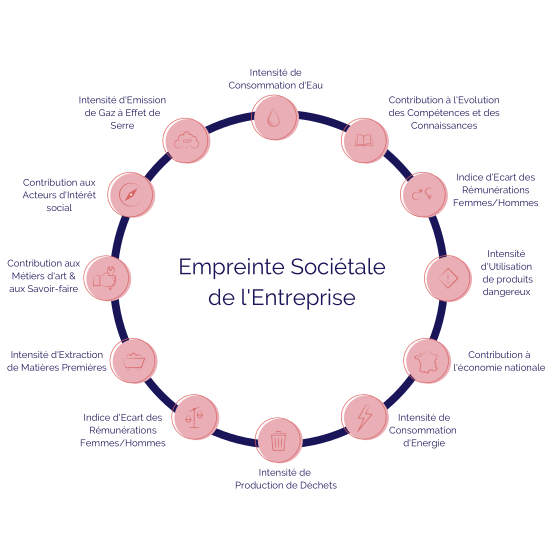 Intensité de
Consommation d'Eau
Contribution à l'Evolution
des Compétences et des
Connaissances
Indice d'Ecart des
Rémunérations
Femmes/Hommes
Intensité
d'Utilisation
de produits
dangereux
Contribution à
l'économie nationale
Intensité de
Consommation
d'Energie
Intensité de
Production de Déchets
Indice d'Ecart des
Rémunérations
Femmes/Hommes
Intensité d'Extraction
de Matières Premières
Contribution aux
Métiers d'art &
aux Savoir-faire
Contribution aux
Acteurs d'Intérêt
social
Intensité d'Emission
de Gaz à Effet de
Serre
Empreinte Sociétale
de l'Entreprise